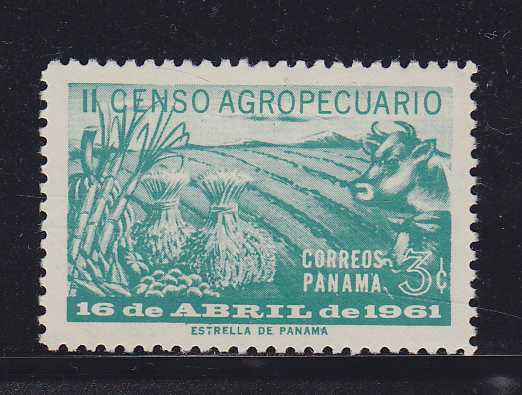 II CENSO AGROPECUARIO
CORREOS
PANAMA 3¢
16 de ABRIL de 1961
ESTRELLA DE PANAMA